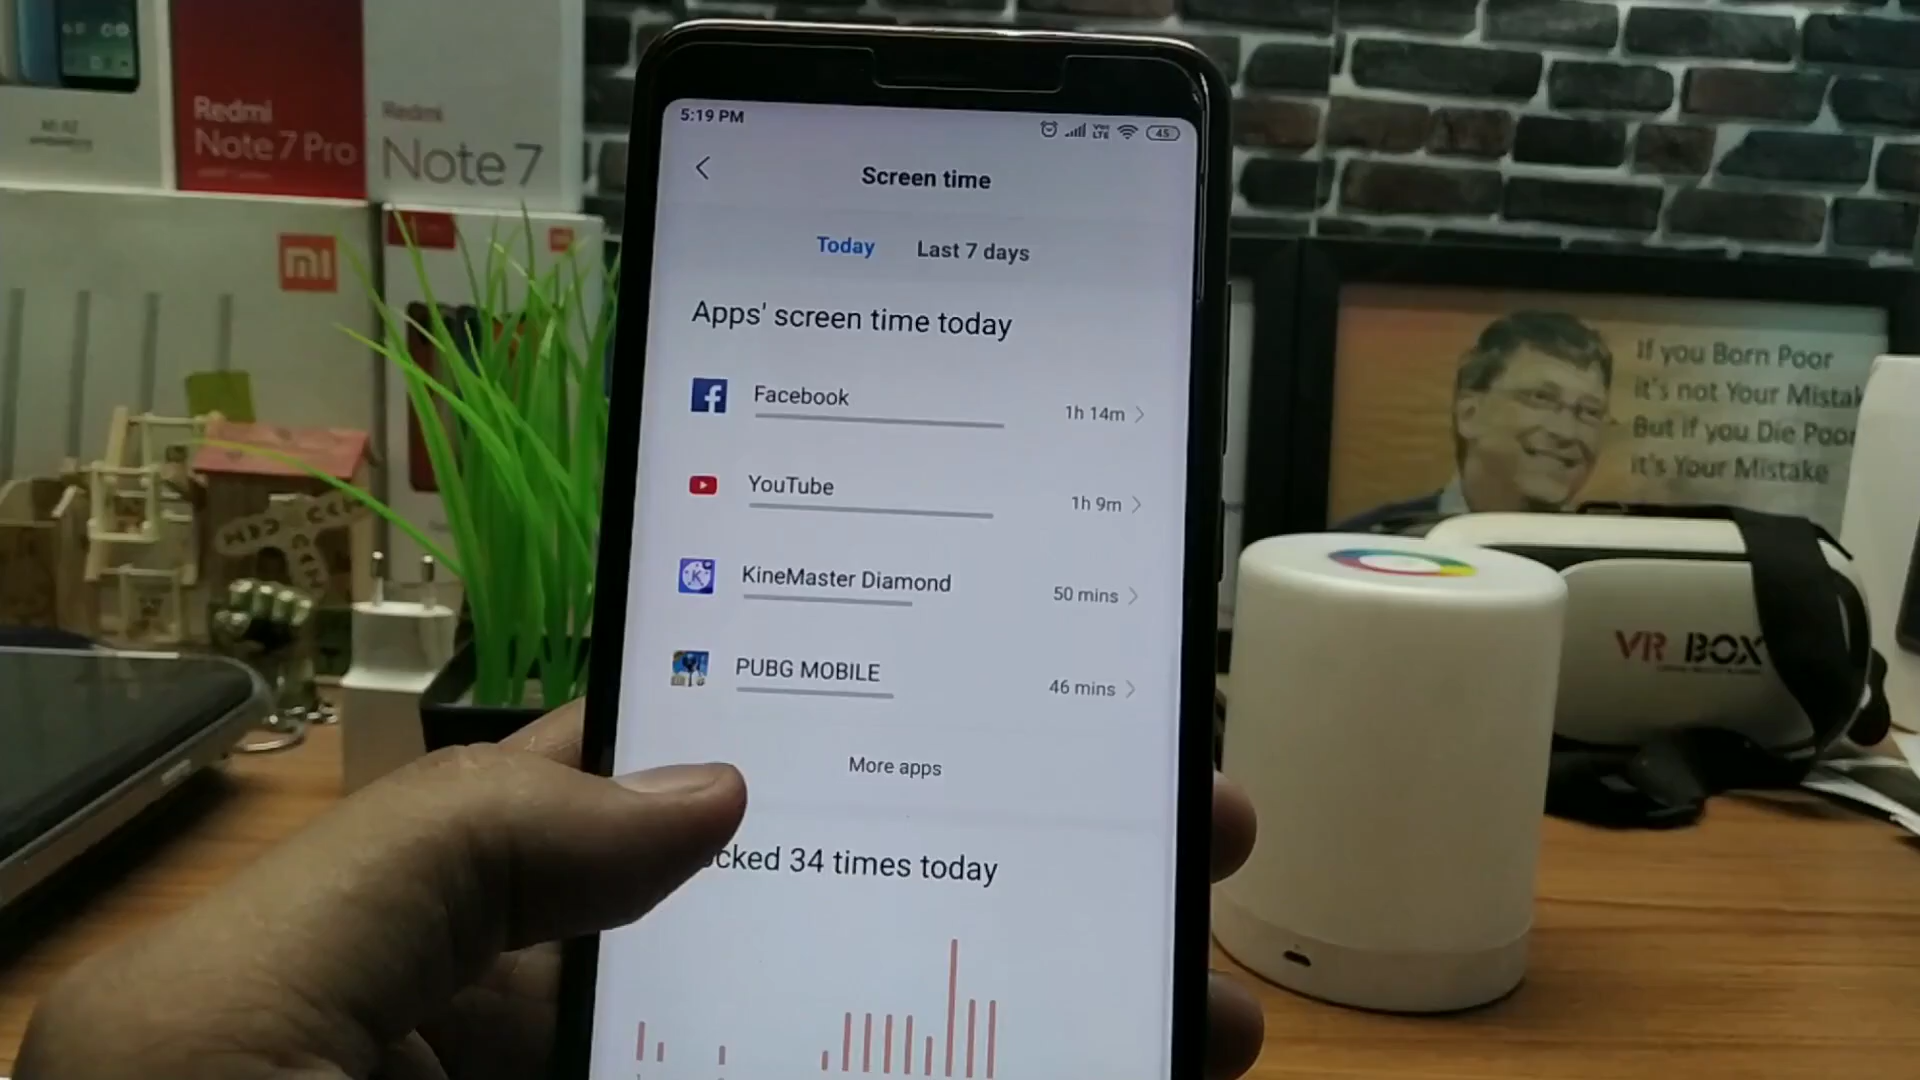 Redmi
Note 7 Pro
Redmi
Note 7
mi
5:19 PM
45
Screen time
Today Last 7 days
Apps' screen time today
Facebook 1h 14m
YouTube 1h 9m
KineMaster Diamond 50 mins
PUBG MOBILE 46 mins
More apps
ocked 34 times today
If you Born Poor
it's not Your Mistak
But if you Die Poor
it's Your Mistake
VR BOX